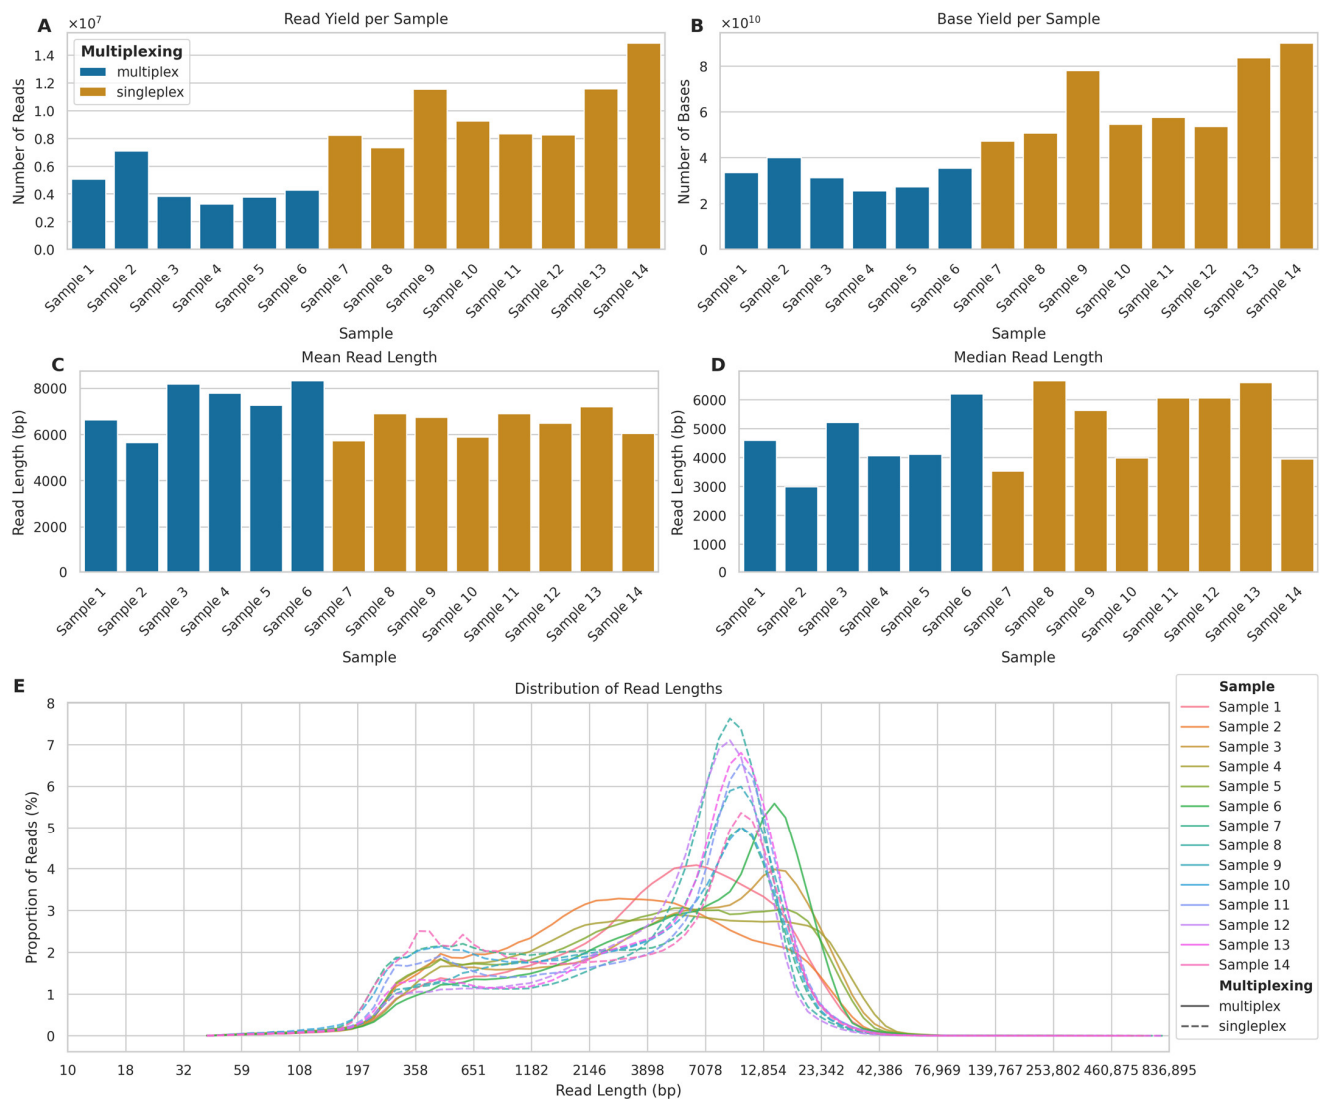 A
×10⁷
Read Yield per Sample
Multiplexing
multiplex
singleplex
Number of Reads
1.4
1.2
1.0
0.8
0.6
0.4
0.2
0.0
Sample 1
Sample 2
Sample 3
Sample 4
Sample 5
Sample 6
Sample 7
Sample 8
Sample 9
Sample 10
Sample 11
Sample 12
Sample 13
Sample 14
Sample
B
×10¹⁰
Base Yield per Sample
Number of Bases
8
6
4
2
0
Sample 1
Sample 2
Sample 3
Sample 4
Sample 5
Sample 6
Sample 7
Sample 8
Sample 9
Sample 10
Sample 11
Sample 12
Sample 13
Sample 14
Sample
C
Mean Read Length
Read Length (bp)
8000
6000
4000
2000
0
Sample 1
Sample 2
Sample 3
Sample 4
Sample 5
Sample 6
Sample 7
Sample 8
Sample 9
Sample 10
Sample 11
Sample 12
Sample 13
Sample 14
Sample
D
Median Read Length
Read Length (bp)
6000
5000
4000
3000
2000
1000
0
Sample 1
Sample 2
Sample 3
Sample 4
Sample 5
Sample 6
Sample 7
Sample 8
Sample 9
Sample 10
Sample 11
Sample 12
Sample 13
Sample 14
Sample
E
Distribution of Read Lengths
Proportion of Reads (%)
8
7
6
5
4
3
2
1
0
10 18 32 59 108 197 358 651 1182 2146 3898 7078 12,854 23,342 42,386 76,969 139,767 253,802 460,875 836,895
Read Length (bp)
Sample
Sample 1
Sample 2
Sample 3
Sample 4
Sample 5
Sample 6
Sample 7
Sample 8
Sample 9
Sample 10
Sample 11
Sample 12
Sample 13
Sample 14
Multiplexing
multiplex
singleplex